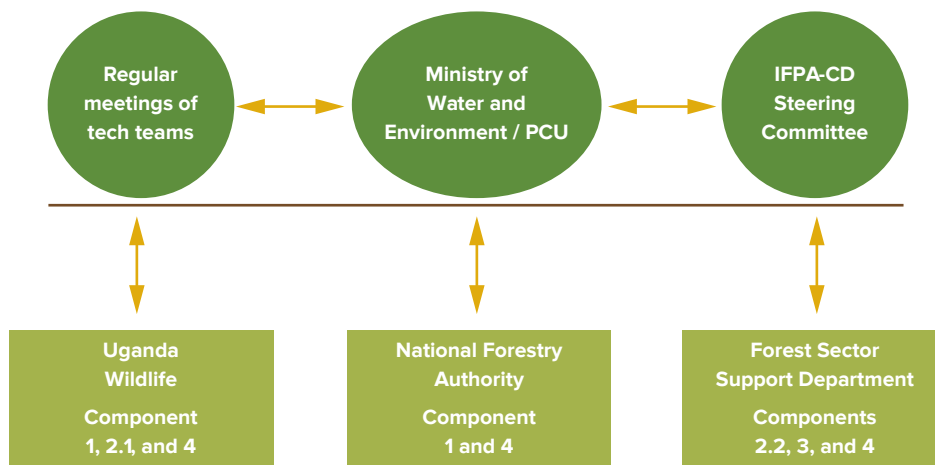 Regular
meetings of
tech teams
Ministry of
Water and
Environment / PCU
IFPA-CD
Steering
Committee
Uganda
Wildlife
Component
1, 2.1, and 4
National Forestry
Authority
Component
1 and 4
Forest Sector
Support Department
Components
2.2, 3, and 4